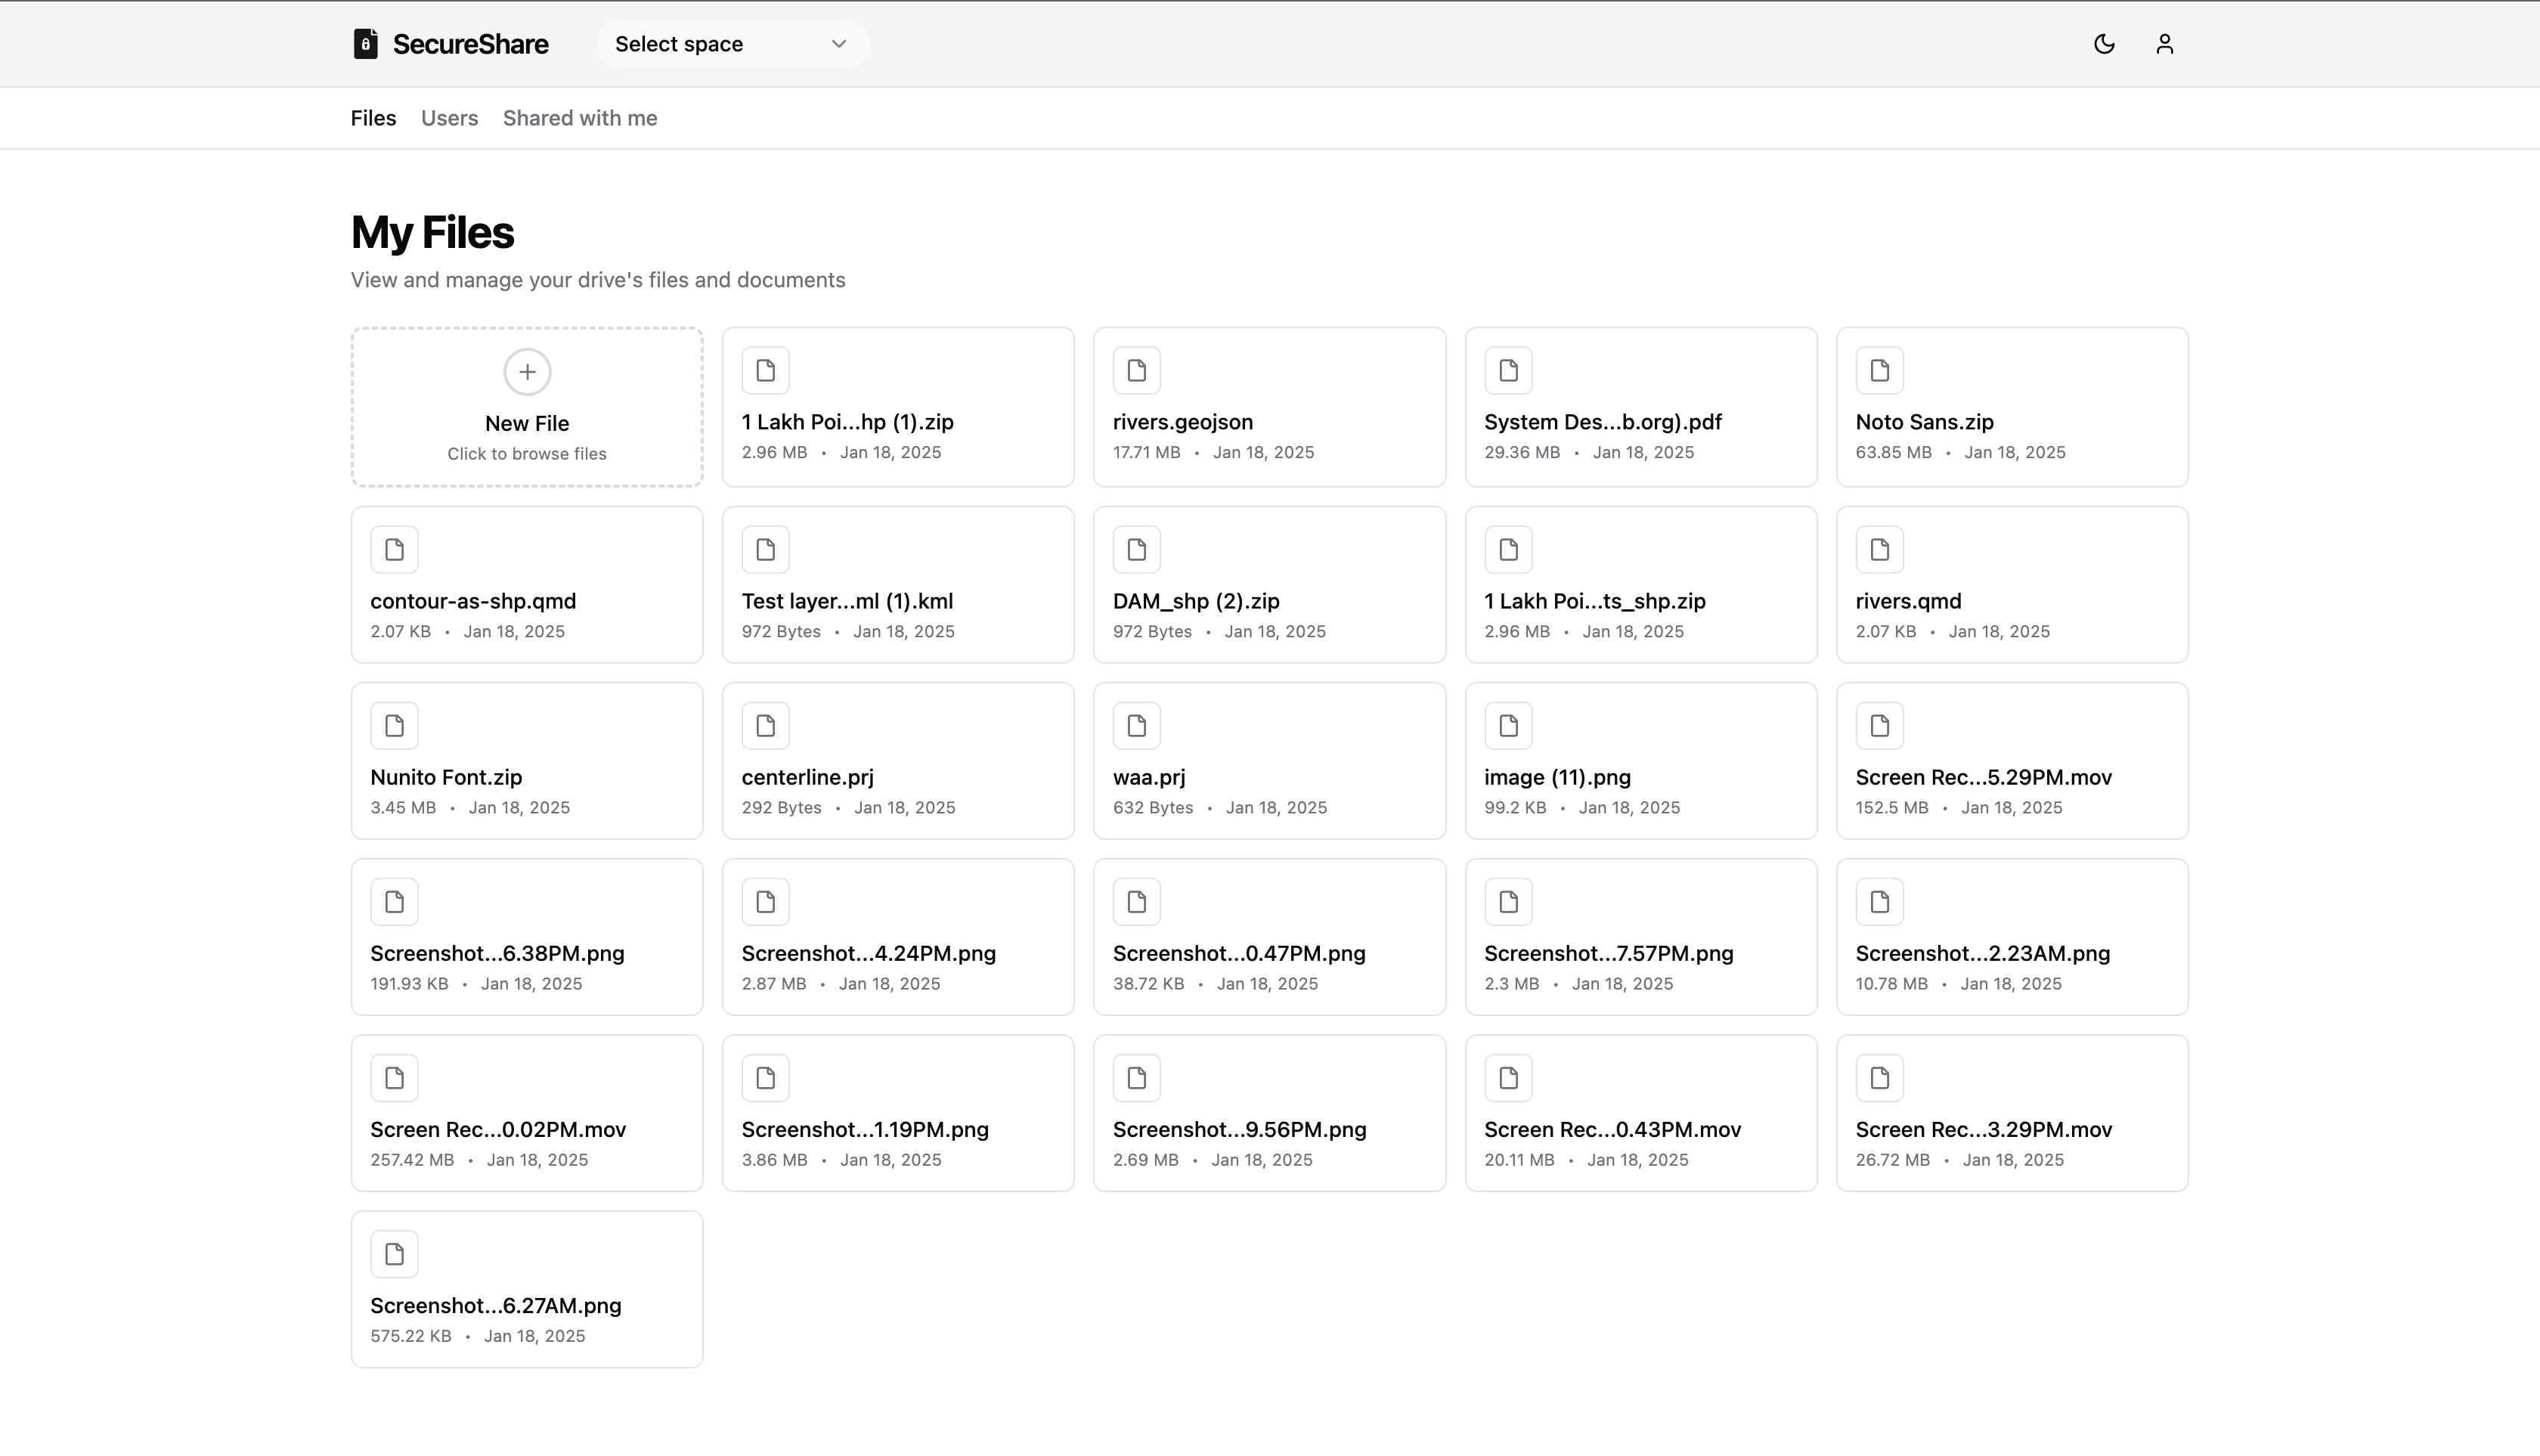 SecureShare
Select space
Files
Users
Shared with me
My Files
View and manage your drive's files and documents
New File
Click to browse files
1 Lakh Poi...hp (1).zip
2.96 MB • Jan 18, 2025
rivers.geojson
17.71 MB • Jan 18, 2025
System Des...b.org).pdf
29.36 MB • Jan 18, 2025
Noto Sans.zip
63.85 MB • Jan 18, 2025
contour-as-shp.qmd
2.07 KB • Jan 18, 2025
Test layer...ml (1).kml
972 Bytes • Jan 18, 2025
DAM_shp (2).zip
972 Bytes • Jan 18, 2025
1 Lakh Poi...ts_shp.zip
2.96 MB • Jan 18, 2025
rivers.qmd
2.07 KB • Jan 18, 2025
Nunito Font.zip
3.45 MB • Jan 18, 2025
centerline.prj
292 Bytes • Jan 18, 2025
waa.prj
632 Bytes • Jan 18, 2025
image (11).png
99.2 KB • Jan 18, 2025
Screen Rec...5.29PM.mov
152.5 MB • Jan 18, 2025
Screenshot...6.38PM.png
191.93 KB • Jan 18, 2025
Screenshot...4.24PM.png
2.87 MB • Jan 18, 2025
Screenshot...0.47PM.png
38.72 KB • Jan 18, 2025
Screenshot...7.57PM.png
2.3 MB • Jan 18, 2025
Screenshot...2.23AM.png
10.78 MB • Jan 18, 2025
Screen Rec...0.02PM.mov
257.42 MB • Jan 18, 2025
Screenshot...1.19PM.png
3.86 MB • Jan 18, 2025
Screenshot...9.56PM.png
2.69 MB • Jan 18, 2025
Screen Rec...0.43PM.mov
20.11 MB • Jan 18, 2025
Screen Rec...3.29PM.mov
26.72 MB • Jan 18, 2025
Screenshot...6.27AM.png
575.22 KB • Jan 18, 2025